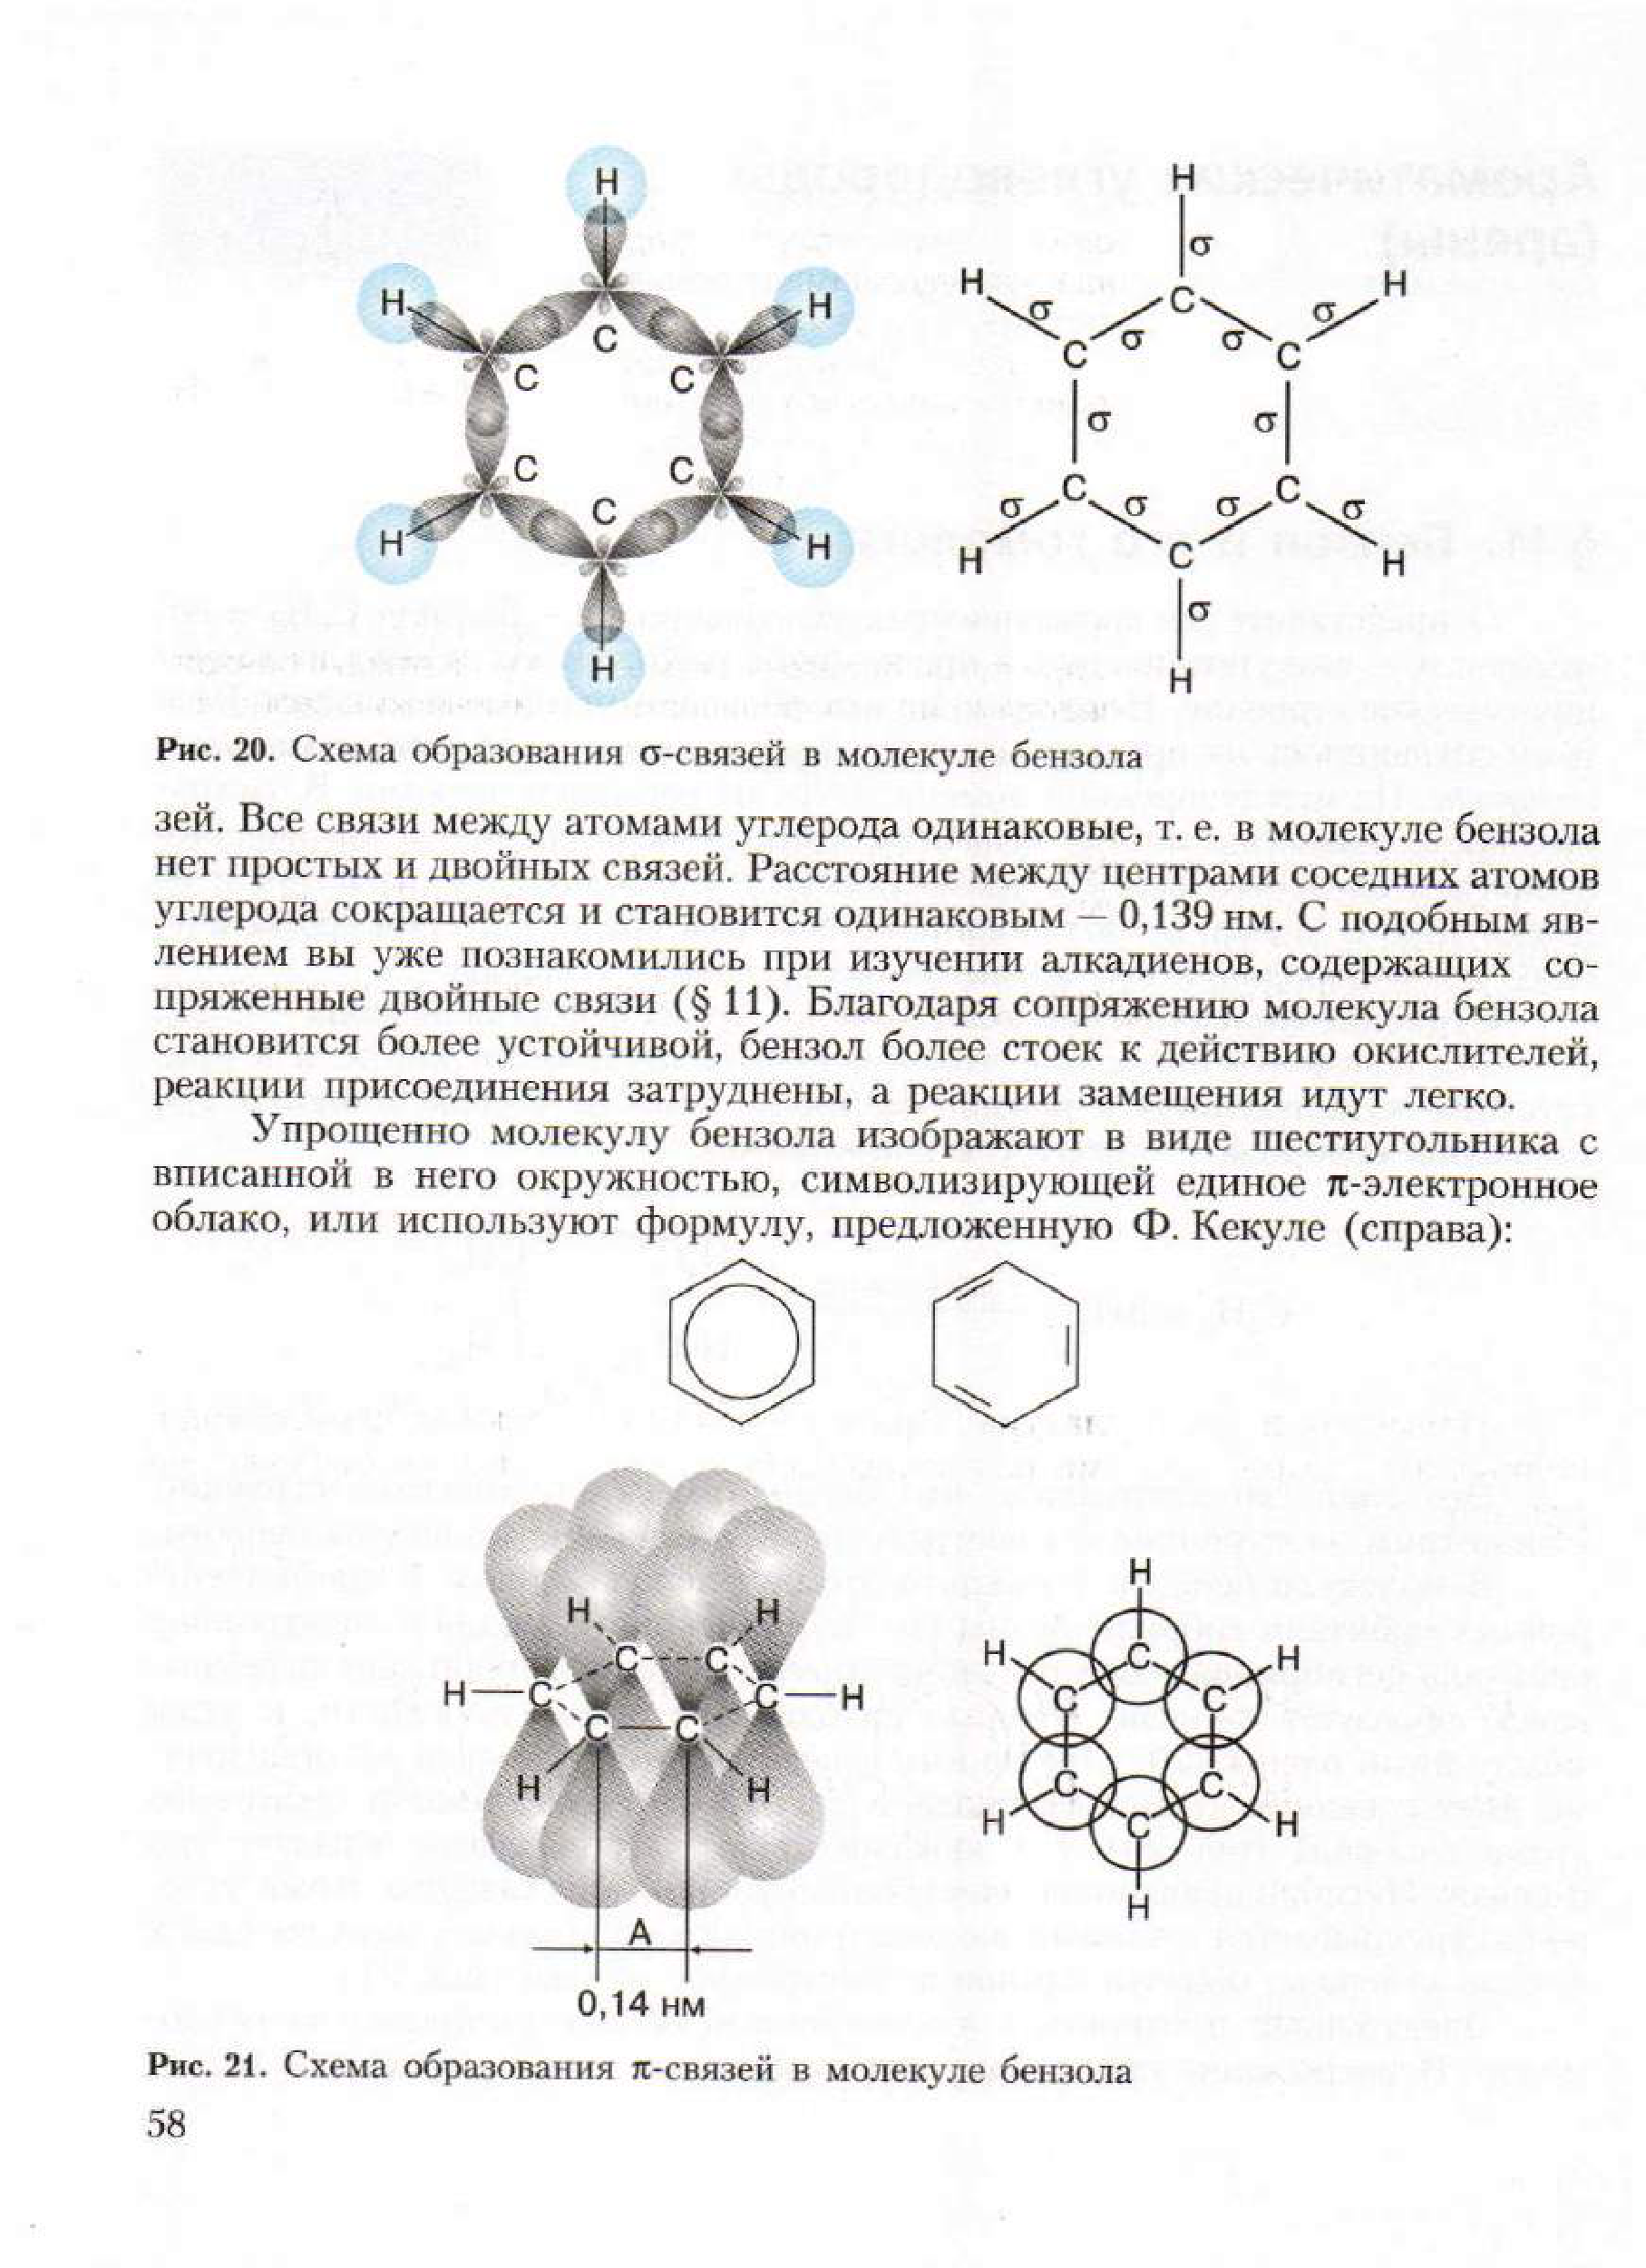 H
H
H
C
C
C
C
C
C
H
H
H
H
σ
H
H
σ
C
σ
σ
σ
C
C
σ
σ
C
C
σ
σ
σ
σ
C
H
H
σ
H
Рис. 20. Схема образования σ-связей в молекуле бензола
зей. Все связи между атомами углерода одинаковые, т. е. в молекуле бензола
нет простых и двойных связей. Расстояние между центрами соседних атомов
углерода сокращается и становится одинаковым — 0,139 нм. С подобным яв-
лением вы уже познакомились при изучении алкадиенов, содержащих со-
пряженные двойные связи (§ 11). Благодаря сопряжению молекула бензола
становится более устойчивой, бензол более стоек к действию окислителей,
реакции присоединения затруднены, а реакции замещения идут легко.
Упрощенно молекулу бензола изображают в виде шестиугольника с
вписанной в него окружностью, символизирующей единое π-электронное
облако, или используют формулу, предложенную Ф. Кекуле (справа):
H
H
C
C
H
C
C
H
C
C
H
H
A
0,14 нм
H
H
H
C
C
C
C
C
C
H
H
H
Рис. 21. Схема образования π-связей в молекуле бензола
58